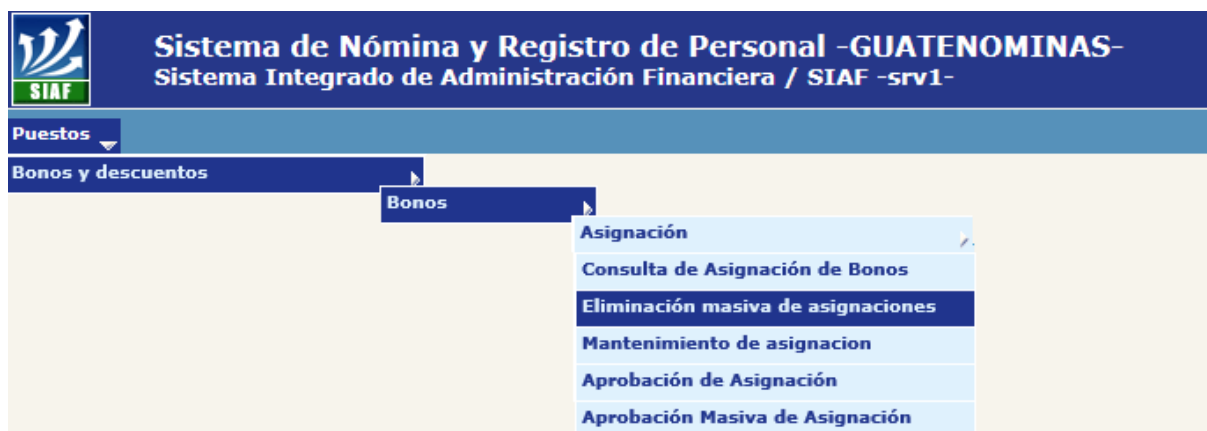 SIAF
Sistema de Nómina y Registro de Personal -GUATENOMINAS-
Sistema Integrado de Administración Financiera / SIAF -srv1-
Puestos
Bonos y descuentos
Bonos
Asignación
Consulta de Asignación de Bonos
Eliminación masiva de asignaciones
Mantenimiento de asignacion
Aprobación de Asignación
Aprobación Masiva de Asignación